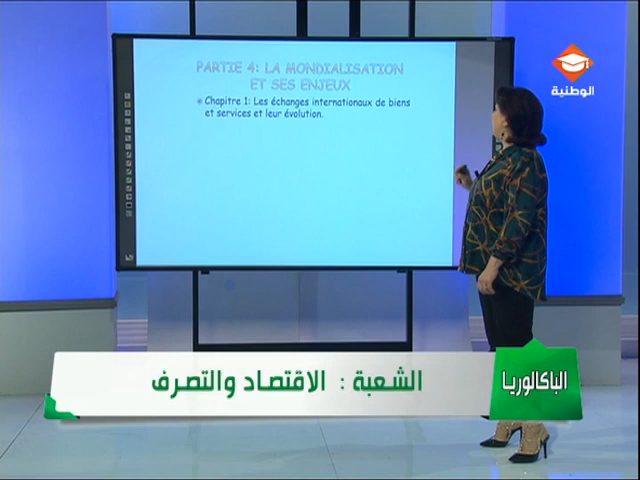 PARTIE 4: LA MONDIALISATION
ET SES ENJEUX
Chapitre 1: Les échanges internationaux de biens
et services et leur évolution.
الوطنية
الباكالوريا
الشعبة : الاقتصاد والتصرف